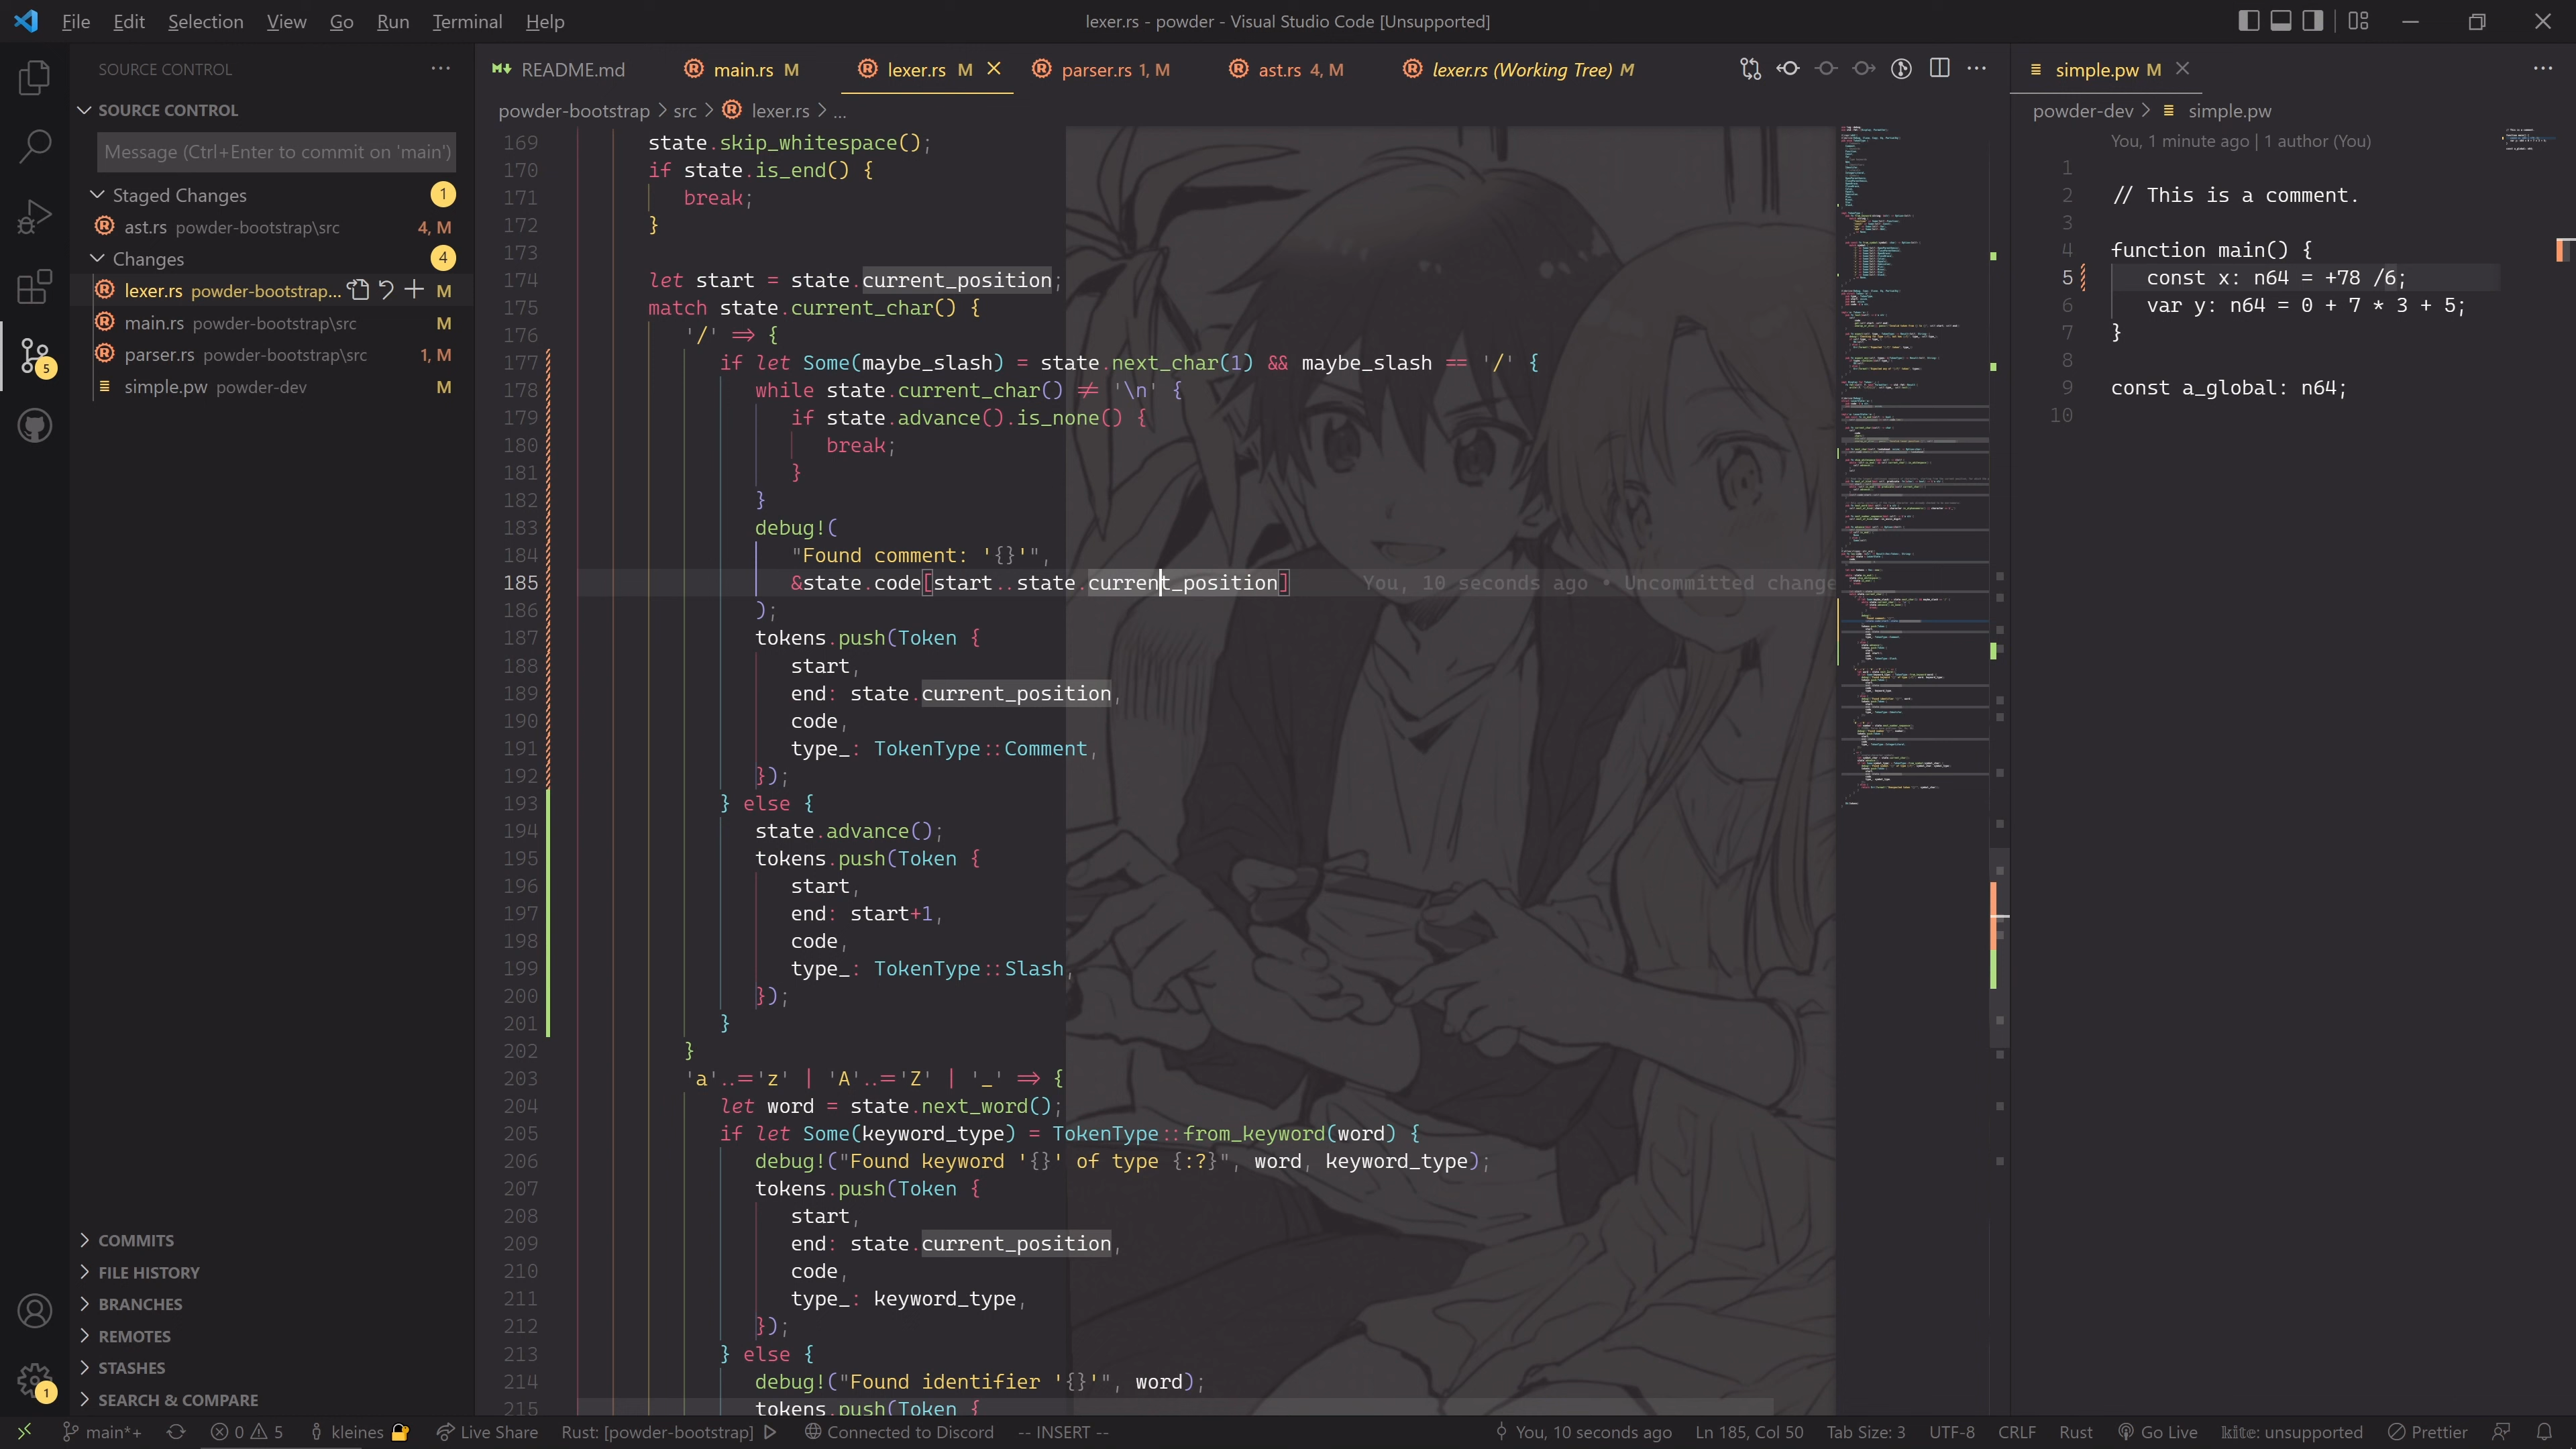 File Edit Selection View Go Run Terminal Help
lexer.rs - powder - Visual Studio Code [Unsupported]
SOURCE CONTROL
SOURCE CONTROL
Message (Ctrl+Enter to commit on 'main')
Staged Changes 1
ast.rs powder-bootstrap\src 4, M
Changes 4
lexer.rs powder-bootstrap... M
main.rs powder-bootstrap\src M
parser.rs powder-bootstrap\src 1, M
simple.pw powder-dev M
5
COMMITS
FILE HISTORY
BRANCHES
REMOTES
STASHES
SEARCH & COMPARE
1
README.md main.rs M lexer.rs M parser.rs 1, M ast.rs 4, M lexer.rs (Working Tree) M
powder-bootstrap > src > lexer.rs > ...
169 state.skip_whitespace();
170 if state.is_end() {
171 break;
172 }
173
174 let start = state.current_position;
175 match state.current_char() {
176 '/' => {
177 if let Some(maybe_slash) = state.next_char(1) && maybe_slash == '/' {
178 while state.current_char() != '\n' {
179 if state.advance().is_none() {
180 break;
181 }
182 }
183 debug!(
184 "Found comment: '{}'",
185 &state.code[start..state.current_position] You, 10 seconds ago • Uncommitted change
186 );
187 tokens.push(Token {
188 start,
189 end: state.current_position,
190 code,
191 type_: TokenType::Comment,
192 });
193 } else {
194 state.advance();
195 tokens.push(Token {
196 start,
197 end: start+1,
198 code,
199 type_: TokenType::Slash,
200 });
201 }
202 }
203 'a'..='z' | 'A'..='Z' | '_' => {
204 let word = state.next_word();
205 if let Some(keyword_type) = TokenType::from_keyword(word) {
206 debug!("Found keyword '{}' of type {:?}", word, keyword_type);
207 tokens.push(Token {
208 start,
209 end: state.current_position,
210 code,
211 type_: keyword_type,
212 });
213 } else {
214 debug!("Found identifier '{}'", word);
215 tokens.push(Token {
simple.pw M
powder-dev > simple.pw
You, 1 minute ago | 1 author (You)
1
2 // This is a comment.
3
4 function main() {
5 const x: n64 = +78 /6;
6 var y: n64 = 0 + 7 * 3 + 5;
7 }
8
9 const a_global: n64;
10
main*+ 0 5 kleines Live Share Rust: [powder-bootstrap] Connected to Discord -- INSERT -- You, 10 seconds ago Ln 185, Col 50 Tab Size: 3 UTF-8 CRLF Rust Go Live kite: unsupported Prettier